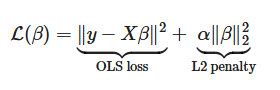 ℒ(β) = ‖y − Xβ‖² + α‖β‖₂²
OLS loss L2 penalty